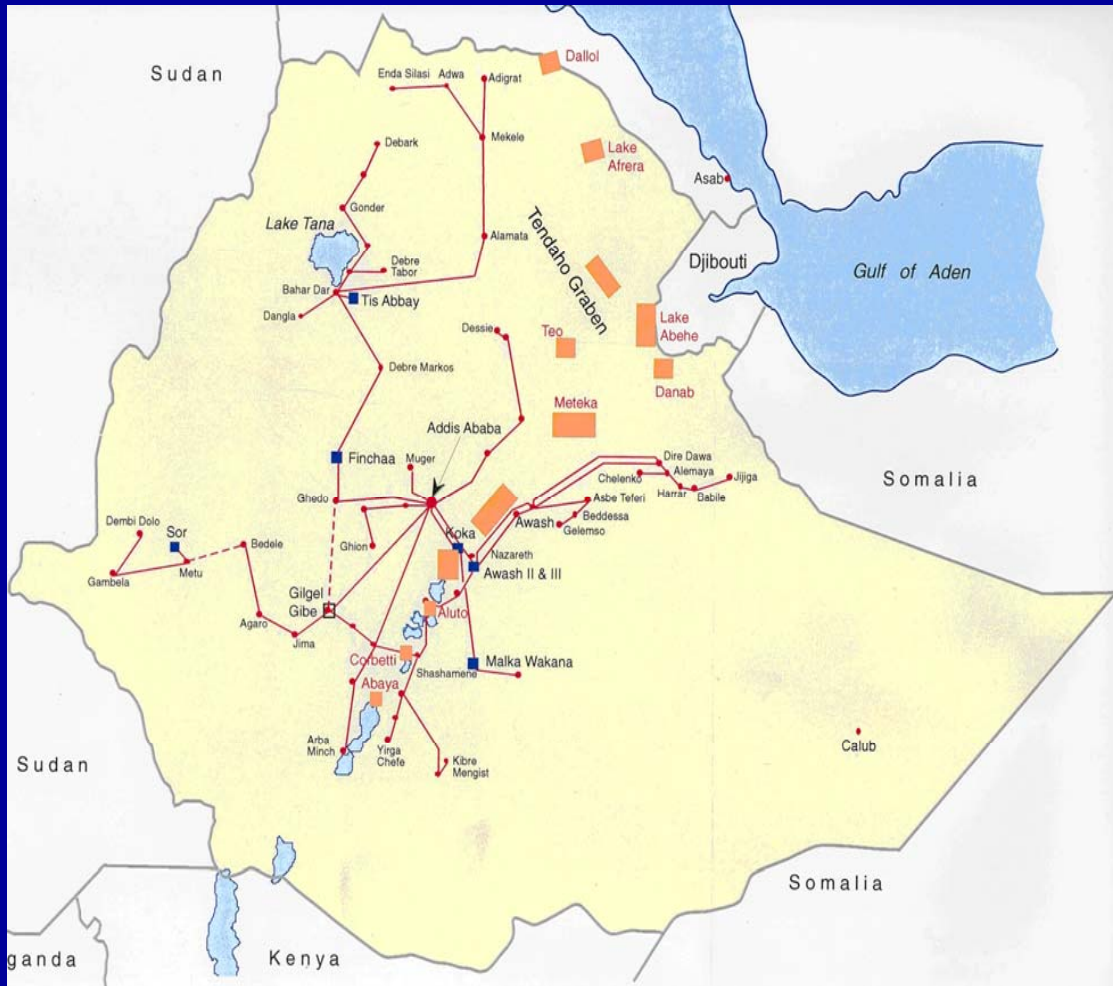 Sudan
Dallol
Enda Silasi
Adwa
Adigrat
Mekele
Lake
Afrera
Debark
Asab
Gonder
Lake Tana
Tendaho Graben
Alamata
Debre
Tabor
Djibouti
Gulf of Aden
Bahar Dar
Tis Abbay
Dangla
Lake
Abehe
Dessie
Teo
Debre Markos
Danab
Meteka
Addis Ababa
Finchaa
Muger
Dire Dawa
Chelenko
Alemaya
Jijiga
Harrar
Babile
Somalia
Ghedo
Asbe Teferi
Beddessa
Gelemso
Awash
Dembi Dolo
Sor
Koka
Bedele
Ghion
Nazareth
Metu
Awash II & III
Gambela
Gilgel
Gibe
Aluto
Agaro
Jima
Corbetti
Shashamene
Malka Wakana
Abaya
Arba
Minch
Yirga
Chefe
Kibre
Mengist
Calub
Sudan
Somalia
ganda
Kenya